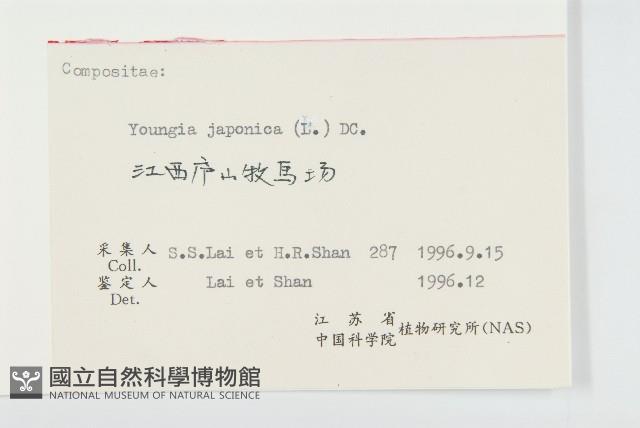 Compositae:
Youngia japonica (L.) DC.
江西庐山牧马场
采集人 S.S.Lai et H.R.Shan 287 1996.9.15
Coll.
鉴定人 Lai et Shan 1996.12
Det.
江苏省
中国科学院 植物研究所(NAS)
國立自然科學博物館
NATIONAL MUSEUM OF NATURAL SCIENCE